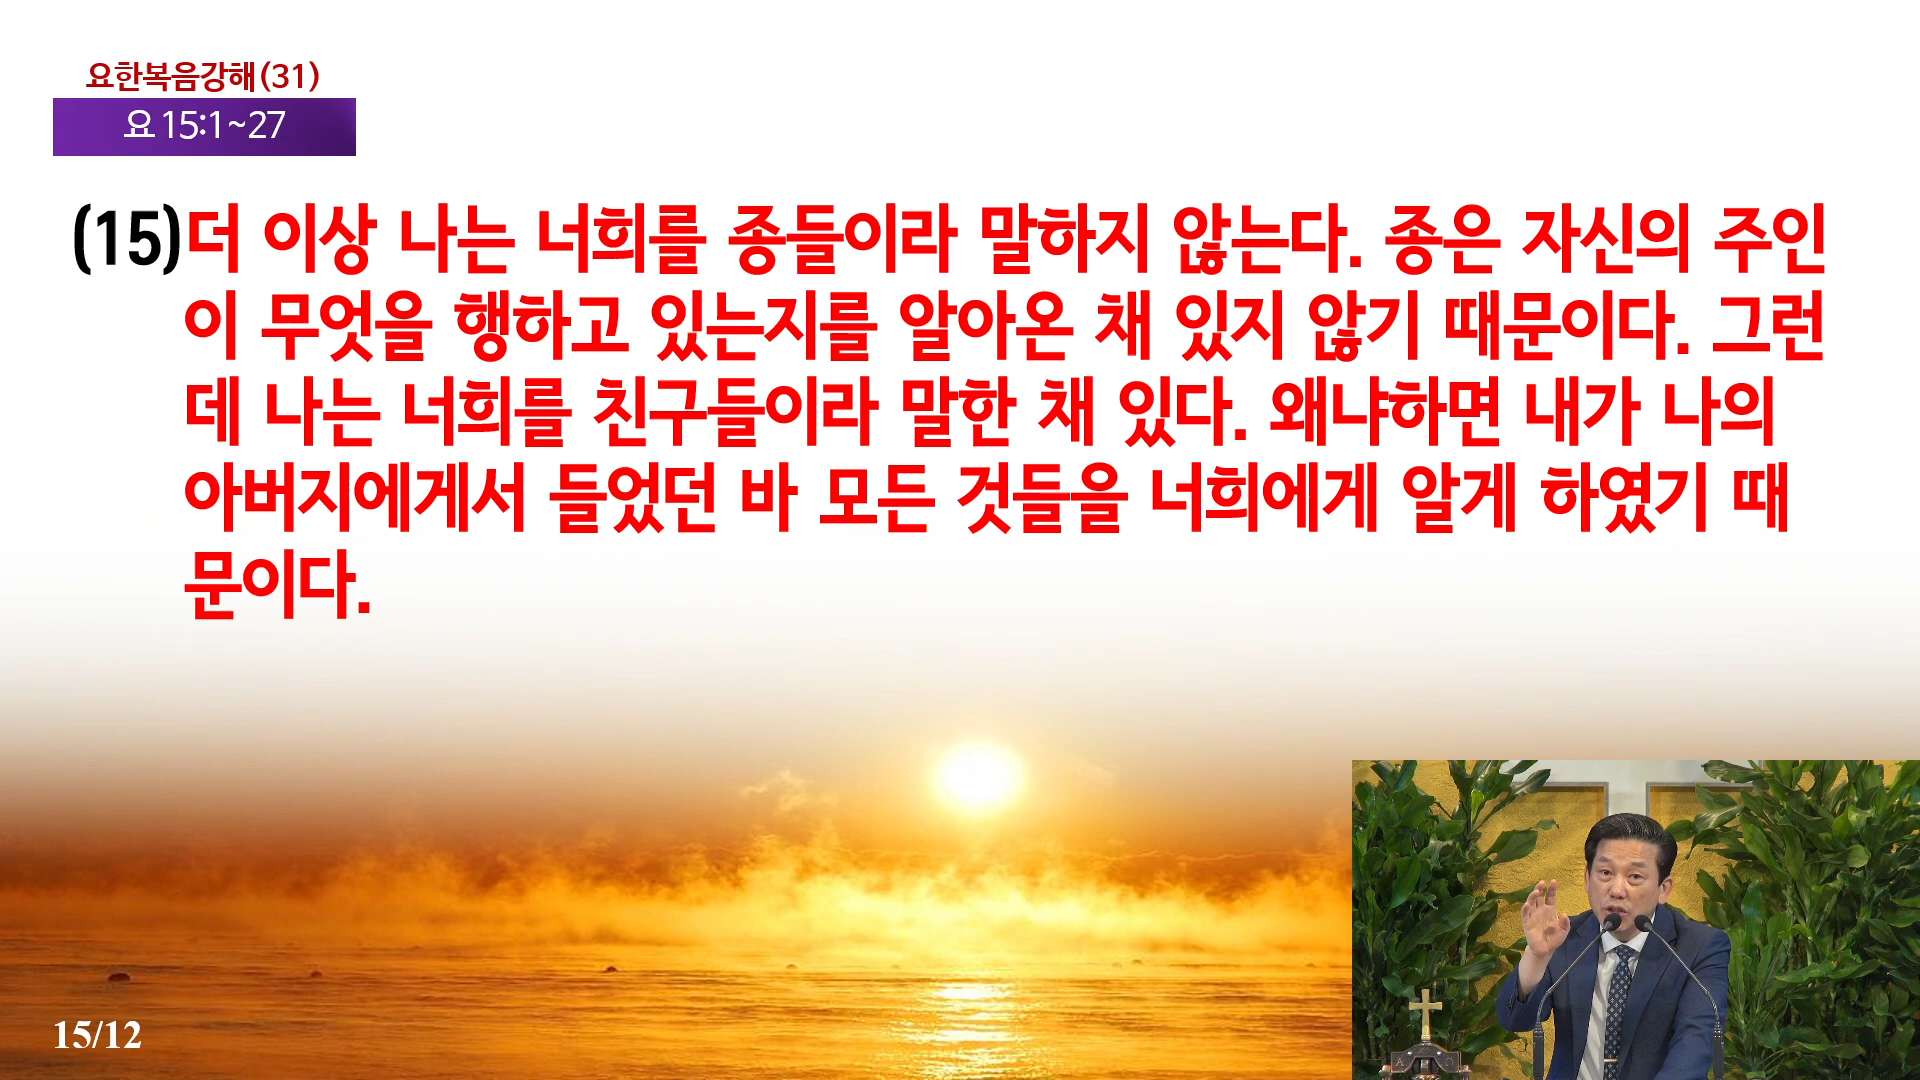 요한복음강해(31)
요 15:1~27
(15)더 이상 나는 너희를 종들이라 말하지 않는다. 종은 자신의 주인
이 무엇을 행하고 있는지를 알아온 채 있지 않기 때문이다. 그런
데 나는 너희를 친구들이라 말한 채 있다. 왜냐하면 내가 나의
아버지에게서 들었던 바 모든 것들을 너희에게 알게 하였기 때
문이다.
15/12
A Ω